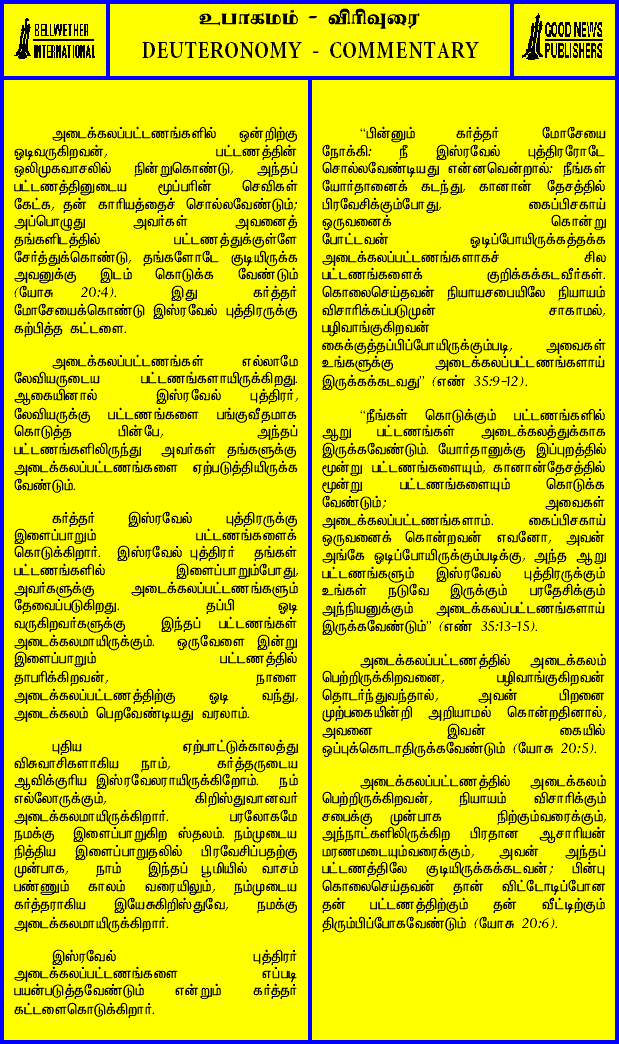 BELLWETHER
INTERNATIONAL
உபாகமம் - விரிவுரை
DEUTERONOMY - COMMENTARY
GOOD NEWS
PUBLISHERS
அடைக்கலப்பட்டணங்களில் ஒன்றிற்கு
ஓடிவருகிறவன், பட்டணத்தின்
ஒலிமுகவாசலில் நின்றுகொண்டு, அந்தப்
பட்டணத்தினுடைய மூப்பரின் செவிகள்
கேட்க, தன் காரியத்தைச் சொல்லவேண்டும்;
அப்பொழுது அவர்கள் அவனைத்
தங்களிடத்தில் பட்டணத்துக்குள்ளே
சேர்த்துக்கொண்டு, தங்களோடே குடியிருக்க
அவனுக்கு இடம் கொடுக்க வேண்டும்
(யோசு 20:4). இது கர்த்தர்
மோசேயைக்கொண்டு இஸ்ரவேல் புத்திரருக்கு
கற்பித்த கட்டளை.
அடைக்கலப்பட்டணங்கள் எல்லாமே
லேவியருடைய பட்டணங்களாயிருக்கிறது.
ஆகையினால் இஸ்ரவேல் புத்திரர்,
லேவியருக்கு பட்டணங்களை பங்குவீதமாக
கொடுத்த பின்பே, அந்தப்
பட்டணங்களிலிருந்து அவர்கள் தங்களுக்கு
அடைக்கலப்பட்டணங்களை ஏற்படுத்தியிருக்க
வேண்டும்.
கர்த்தர் இஸ்ரவேல் புத்திரருக்கு
இளைப்பாறும் பட்டணங்களைக்
கொடுக்கிறார். இஸ்ரவேல் புத்திரர் தங்கள்
பட்டணங்களில் இளைப்பாறும்போது,
அவர்களுக்கு அடைக்கலப்பட்டணங்களும்
தேவைப்படுகிறது. தப்பி ஓடி
வருகிறவர்களுக்கு இந்தப் பட்டணங்கள்
அடைக்கலமாயிருக்கும். ஒருவேளை இன்று
இளைப்பாறும் பட்டணத்தில்
தாபரிக்கிறவன், நாளை
அடைக்கலப்பட்டணத்திற்கு ஓடி வந்து,
அடைக்கலம் பெறவேண்டியது வரலாம்.
புதிய ஏற்பாட்டுக்காலத்து
விசுவாசிகளாகிய நாம், கர்த்தருடைய
ஆவிக்குரிய இஸ்ரவேலராயிருக்கிறோம். நம்
எல்லோருக்கும், கிறிஸ்துவானவர்
அடைக்கலமாயிருக்கிறார். பரலோகமே
நமக்கு இளைப்பாறுகிற ஸ்தலம். நம்முடைய
நித்திய இளைப்பாறுதலில் பிரவேசிப்பதற்கு
முன்பாக, நாம் இந்தப் பூமியில் வாசம்
பண்ணும் காலம் வரையிலும், நம்முடைய
கர்த்தராகிய இயேசுகிறிஸ்துவே, நமக்கு
அடைக்கலமாயிருக்கிறார்.
இஸ்ரவேல் புத்திரர்
அடைக்கலப்பட்டணங்களை எப்படி
பயன்படுத்தவேண்டும் என்றும் கர்த்தர்
கட்டளைகொடுக்கிறார்.
“பின்னும் கர்த்தர் மோசேயை
நோக்கி: நீ இஸ்ரவேல் புத்திரரோடே
சொல்லவேண்டியது என்னவென்றால்: நீங்கள்
யோர்தானைக் கடந்து, கானான் தேசத்தில்
பிரவேசிக்கும்போது, கைப்பிசகாய்
ஒருவனைக் கொன்று
போட்டவன் ஓடிப்போயிருக்கத்தக்க
அடைக்கலப்பட்டணங்களாகச் சில
பட்டணங்களைக் குறிக்கக்கடவீர்கள்.
கொலைசெய்தவன் நியாயசபையிலே நியாயம்
விசாரிக்கப்படுமுன் சாகாமல்,
பழிவாங்குகிறவன்
கைக்குத்தப்பிப்போயிருக்கும்படி, அவைகள்
உங்களுக்கு அடைக்கலப்பட்டணங்களாய்
இருக்கக்கடவது” (எண் 35:9-12).
“நீங்கள் கொடுக்கும் பட்டணங்களில்
ஆறு பட்டணங்கள் அடைக்கலத்துக்காக
இருக்கவேண்டும். யோர்தானுக்கு இப்புறத்தில்
மூன்று பட்டணங்களையும், கானான்தேசத்தில்
மூன்று பட்டணங்களையும் கொடுக்க
வேண்டும்; அவைகள்
அடைக்கலப்பட்டணங்களாம். கைப்பிசகாய்
ஒருவனைக் கொன்றவன் எவனோ, அவன்
அங்கே ஓடிப்போயிருக்கும்படிக்கு, அந்த ஆறு
பட்டணங்களும் இஸ்ரவேல் புத்திரருக்கும்
உங்கள் நடுவே இருக்கும் பரதேசிக்கும்
அந்நியனுக்கும் அடைக்கலப்பட்டணங்களாய்
இருக்கவேண்டும்” (எண் 35:13-15).
அடைக்கலப்பட்டணத்தில் அடைக்கலம்
பெற்றிருக்கிறவனை, பழிவாங்குகிறவன்
தொடர்ந்துவந்தால், அவன் பிறனை
முற்பகையின்றி அறியாமல் கொன்றதினால்,
அவனை இவன் கையில்
ஒப்புக்கொடாதிருக்கவேண்டும் (யோசு 20:5).
அடைக்கலப்பட்டணத்தில் அடைக்கலம்
பெற்றிருக்கிறவன், நியாயம் விசாரிக்கும்
சபைக்கு முன்பாக நிற்கும்வரைக்கும்,
அந்நாட்களிலிருக்கிற பிரதான ஆசாரியன்
மரணமடையும்வரைக்கும், அவன் அந்தப்
பட்டணத்திலே குடியிருக்கக்கடவன்; பின்பு
கொலைசெய்தவன் தான் விட்டோடிப்போன
தன் பட்டணத்திற்கும் தன் வீட்டிற்கும்
திரும்பிப்போகவேண்டும் (யோசு 20:6).